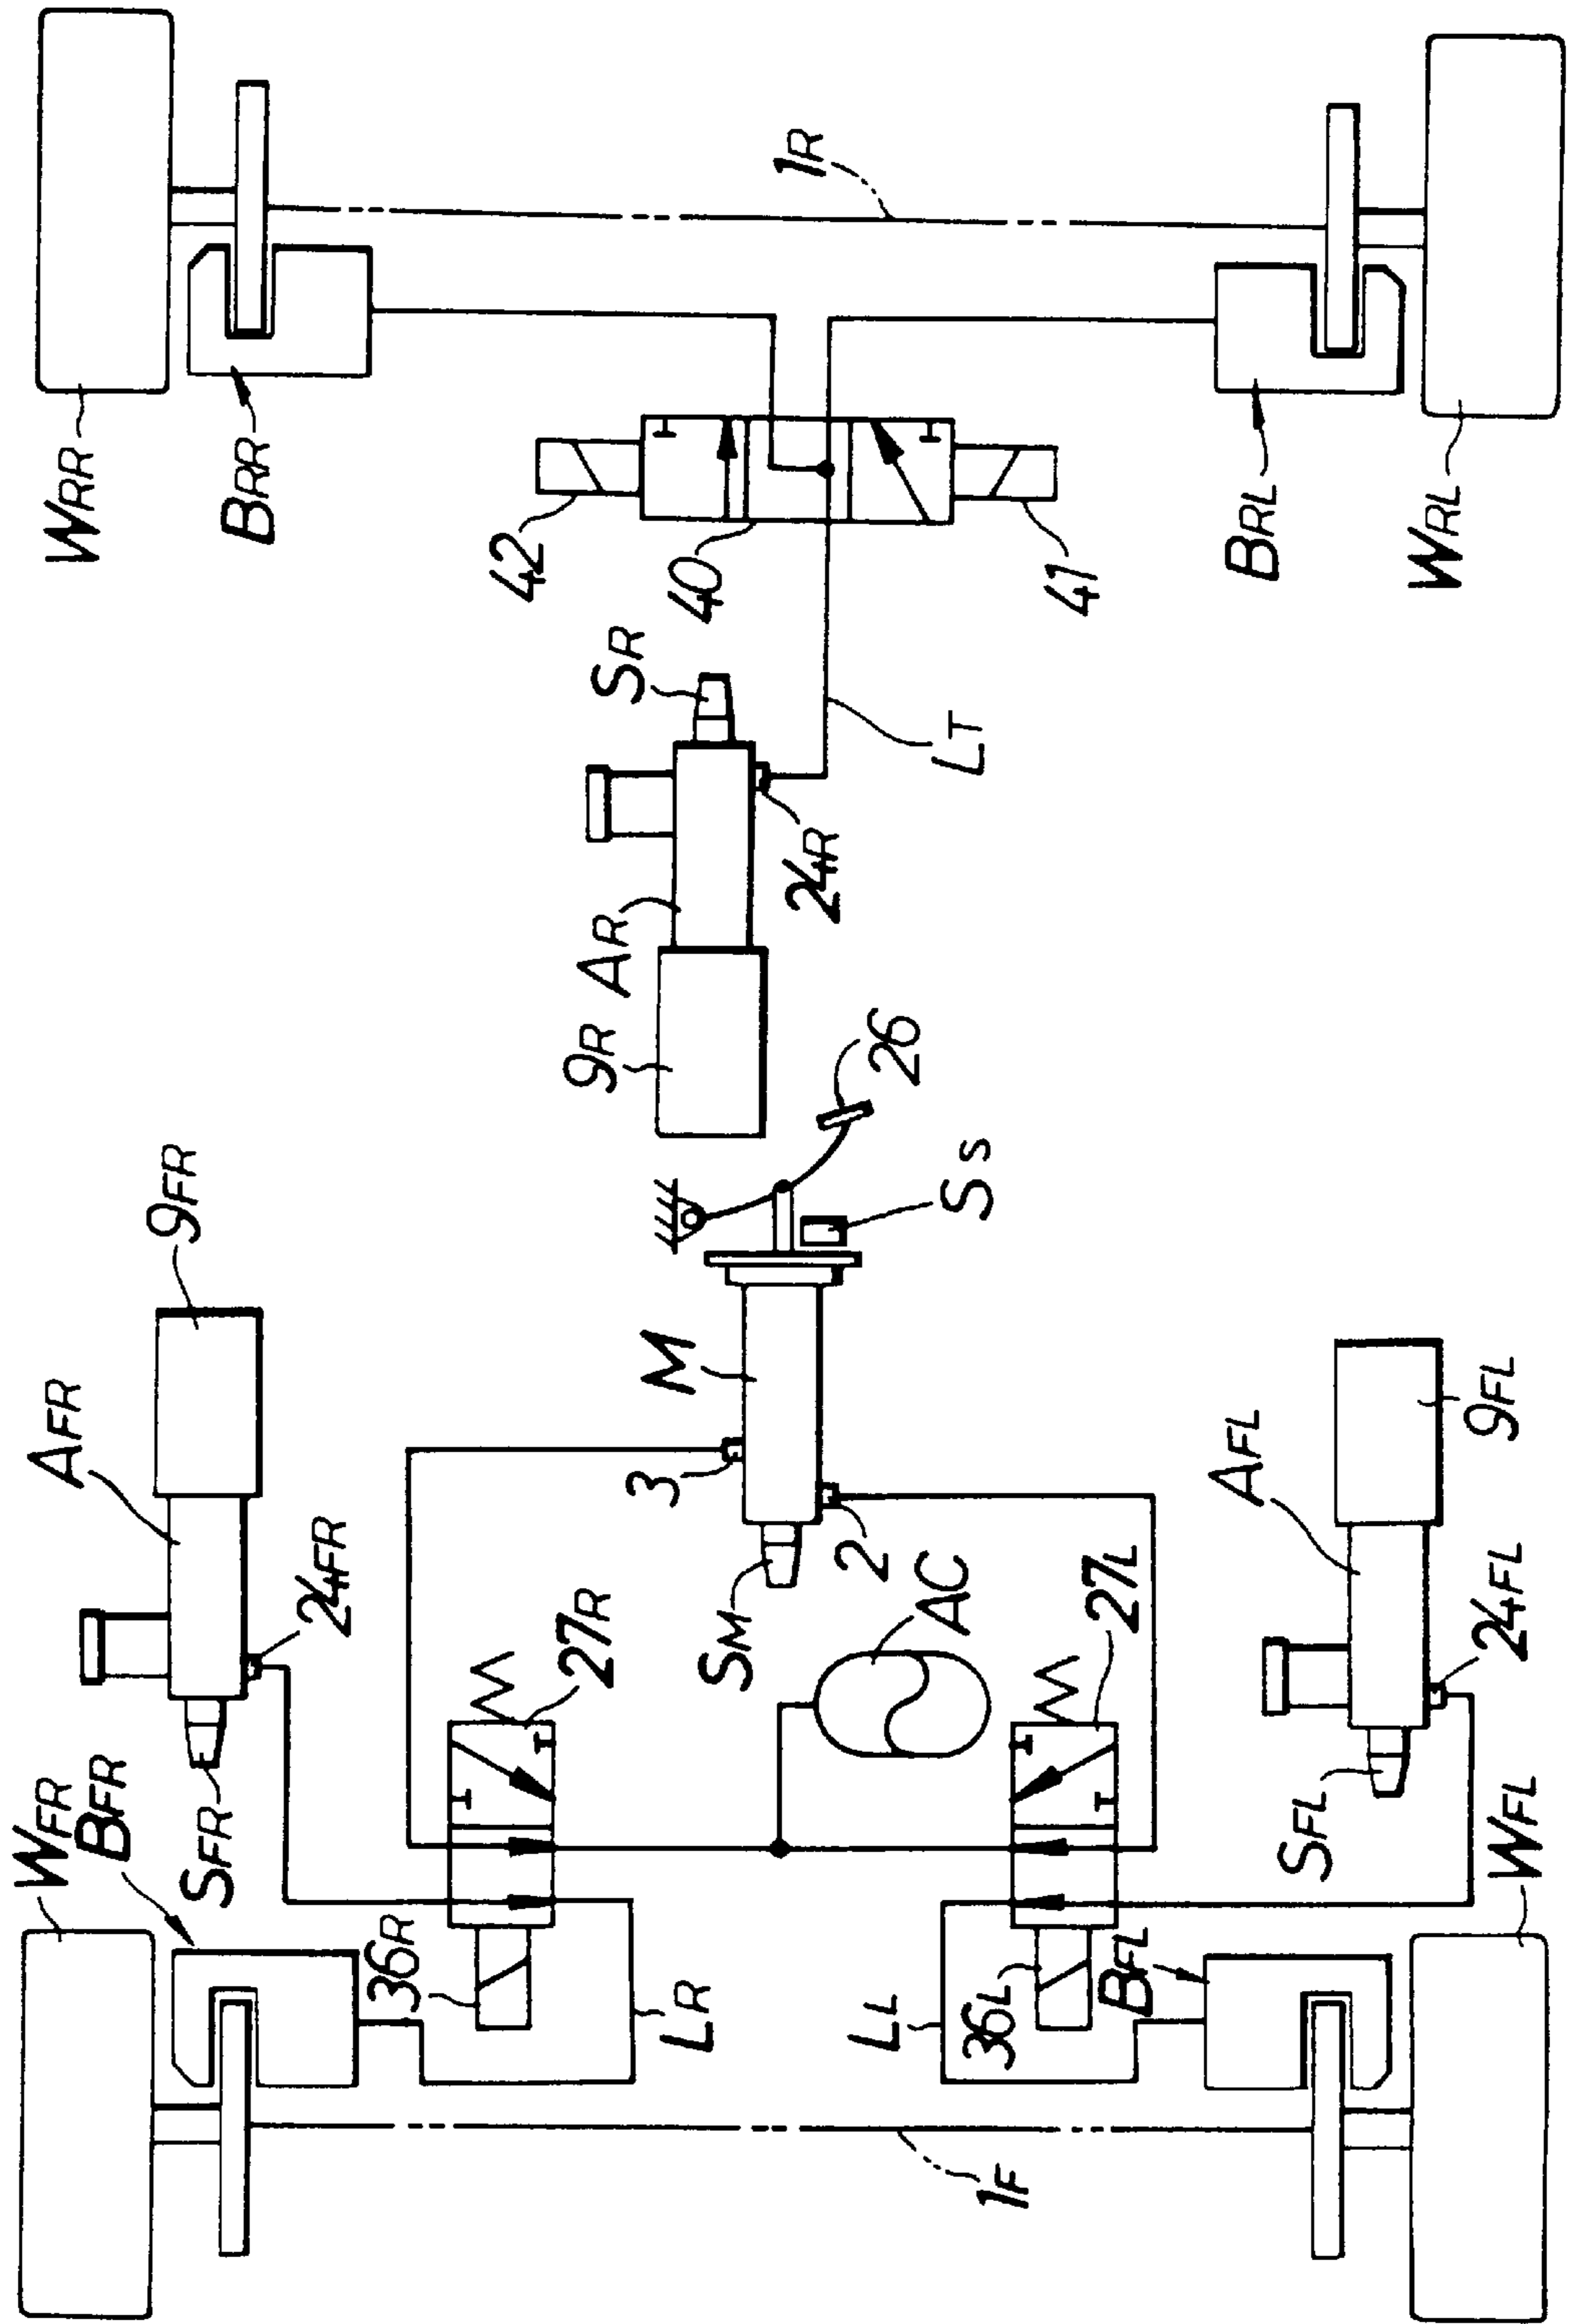 WRR
BRR
1R
BRL
WRL
42
40
41
SR
LT
24R
AR
9R
26
SS
9FR
AFR
24FR
M
3
2
SM
AC
27R
27L
9FL
AFL
24FL
SFL
WFR
BFR
SFR
36R
LR
LL
36L
BFL
WFL
1F